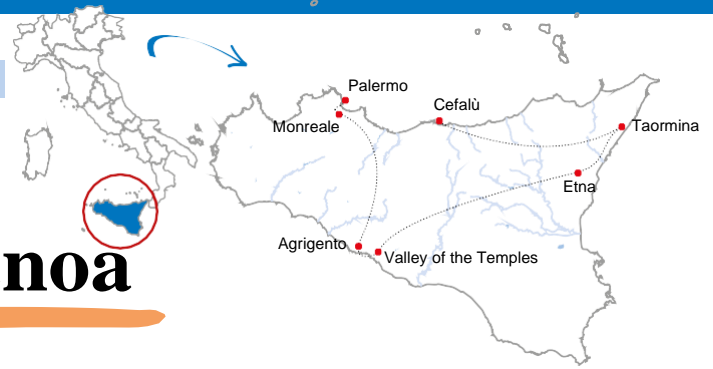 Palermo
Cefalù
Monreale
Taormina
Etna
Agrigento
Valley of the Temples
noa